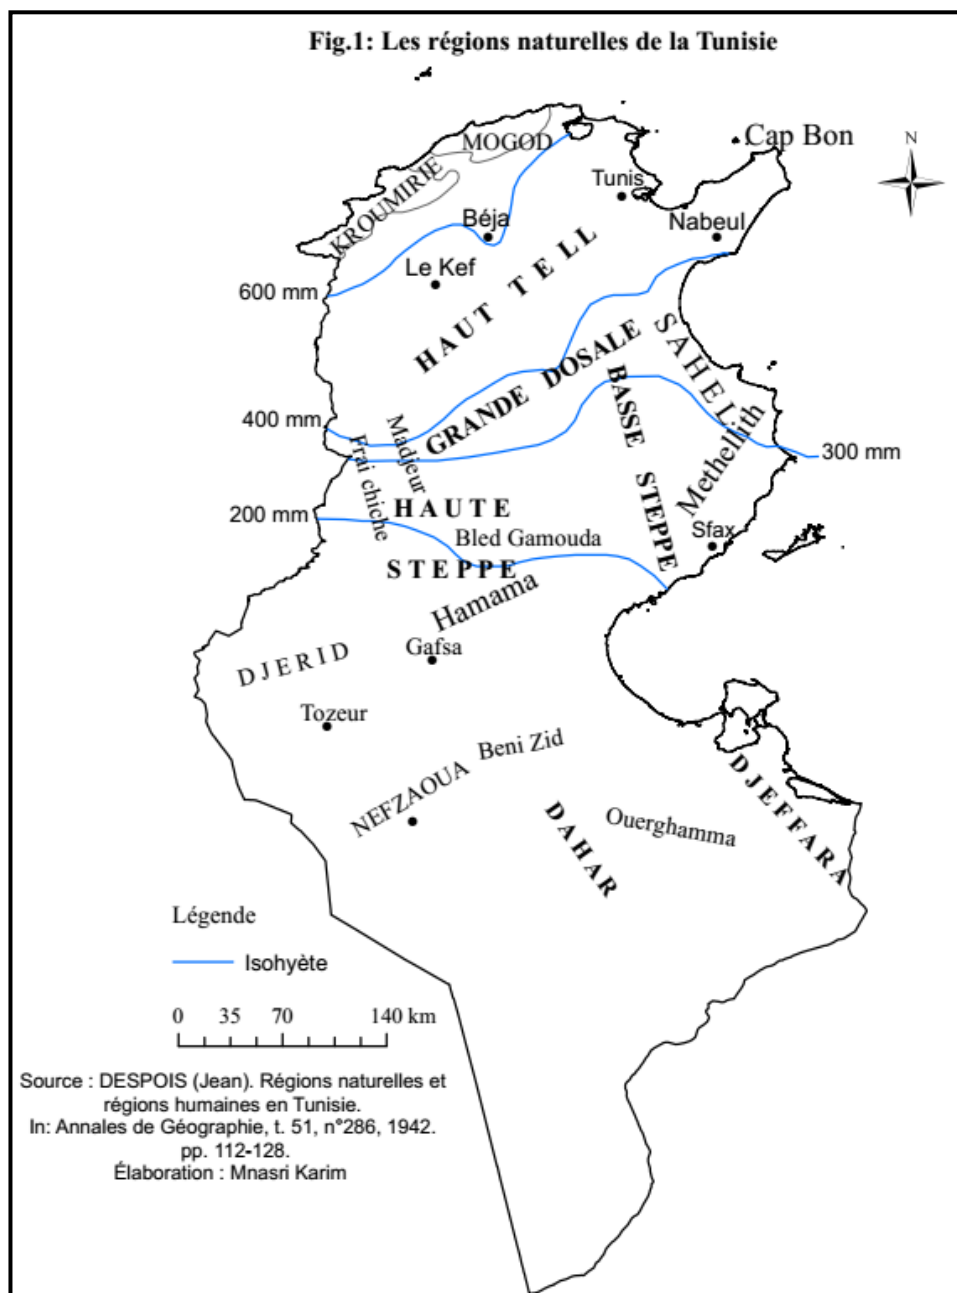 Fig.1: Les régions naturelles de la Tunisie
N
Cap Bon
MOGOD
KROUMIRIE
Tunis
Béja
Nabeul
Le Kef
600 mm
HAUT TELL
SAHEL
GRANDE DOSALE
400 mm
BASSE STEPPE
Madjeur
Frai chiche
Methellith
300 mm
200 mm
HAUTE
STEPPE
Bled Gamouda
Sfax
Hamama
Gafsa
DJERID
Tozeur
Beni Zid
NEFZAOUA
DJEFFARA
DAHAR
Ouerghamma
Légende
Isohyète
0 35 70 140 km
Source : DESPOIS (Jean). Régions naturelles et
régions humaines en Tunisie.
In: Annales de Géographie, t. 51, n°286, 1942.
pp. 112-128.
Élaboration : Mnasri Karim